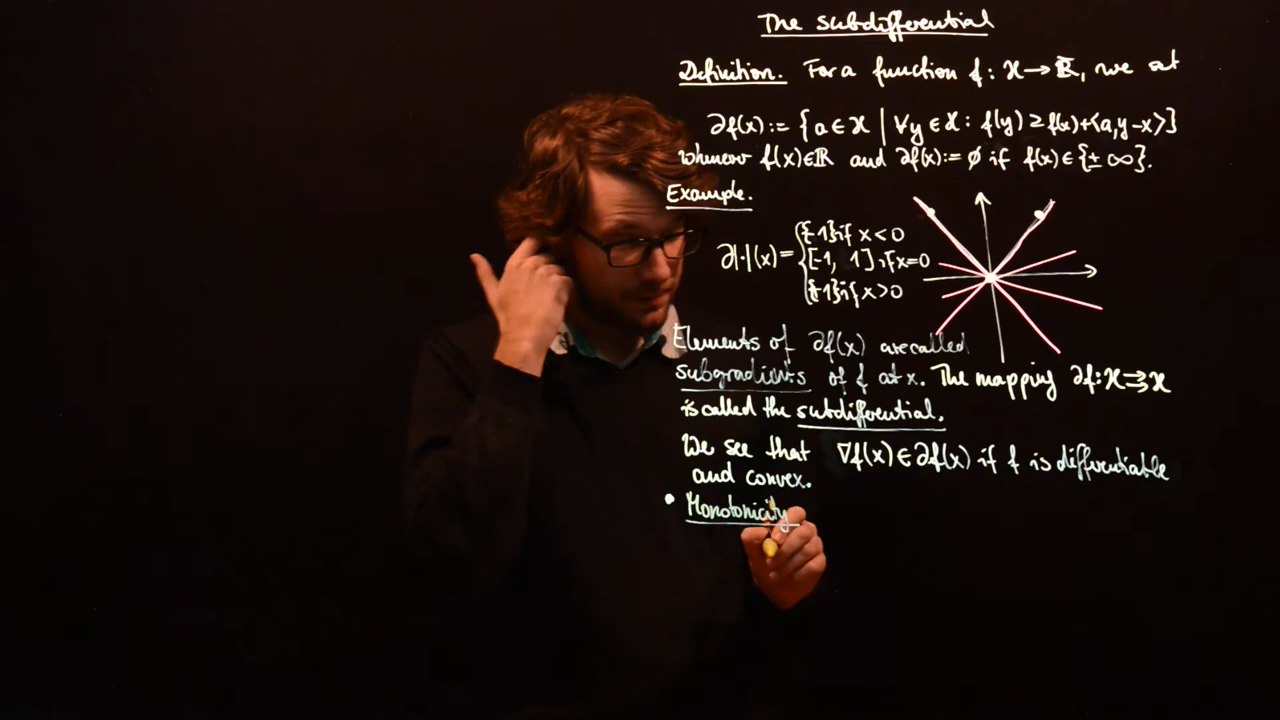 The subdifferential
Definition. For a function f: X → R̄, we set
∂f(x) := {a ∈ X | ∀y ∈ X: f(y) ≥ f(x)+⟨a,y-x⟩}
whenever f(x)∈ℝ and ∂f(x) := ∅ if f(x)∈{±∞}.
Example.
∂|·|(x) = { {-1} if x<0
[-1, 1] if x=0
{1} if x>0
Elements of ∂f(x) are called
subgradients of f at x. The mapping ∂f: X ⇉ X
is called the subdifferential.
We see that ∇f(x) ∈ ∂f(x) if f is differentiable
and convex.
• Monotonicity